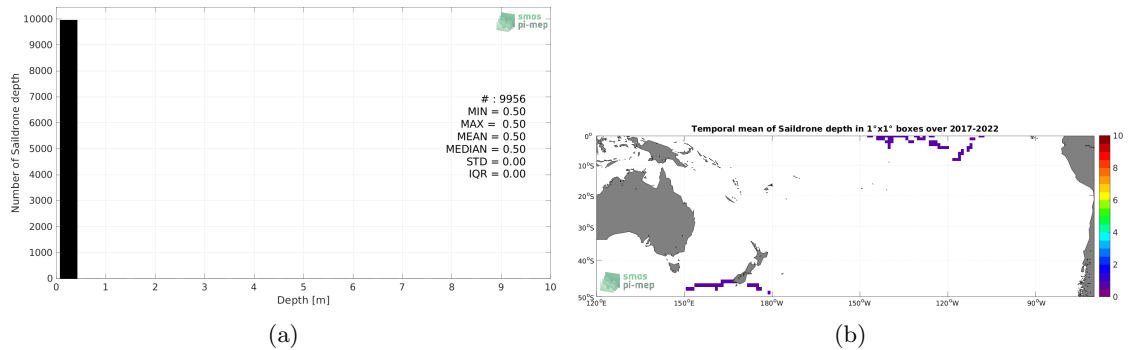 10000
9000
8000
7000
6000
5000
4000
3000
2000
1000
0
Number of Saildrone depth
0 1 2 3 4 5 6 7 8 9 10
Depth [m]
smos
pi-mep
# : 9956
MIN = 0.50
MAX = 0.50
MEAN = 0.50
MEDIAN = 0.50
STD = 0.00
IQR = 0.00
(a)
Temporal mean of Saildrone depth in 1°x1° boxes over 2017-2022
0°
10°S
20°S
30°S
40°S
50°S
120°E 150°E 180°W 150°W 120°W 90°W
smos
pi-mep
10
8
6
4
2
0
(b)